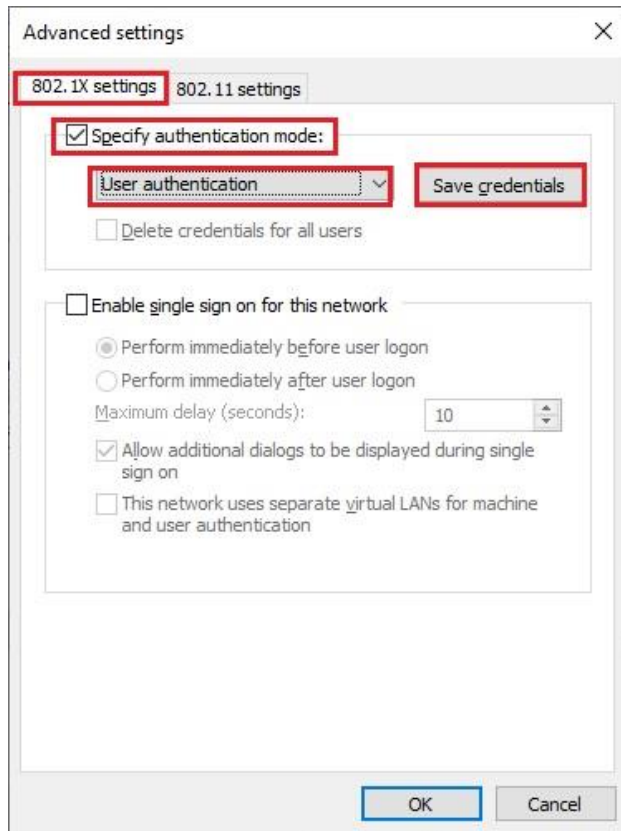 Advanced settings
802.1X settings 802.11 settings
Specify authentication mode:
User authentication Save credentials
Delete credentials for all users
Enable single sign on for this network
Perform immediately before user logon
Perform immediately after user logon
Maximum delay (seconds): 10
Allow additional dialogs to be displayed during single
sign on
This network uses separate virtual LANs for machine
and user authentication
OK Cancel